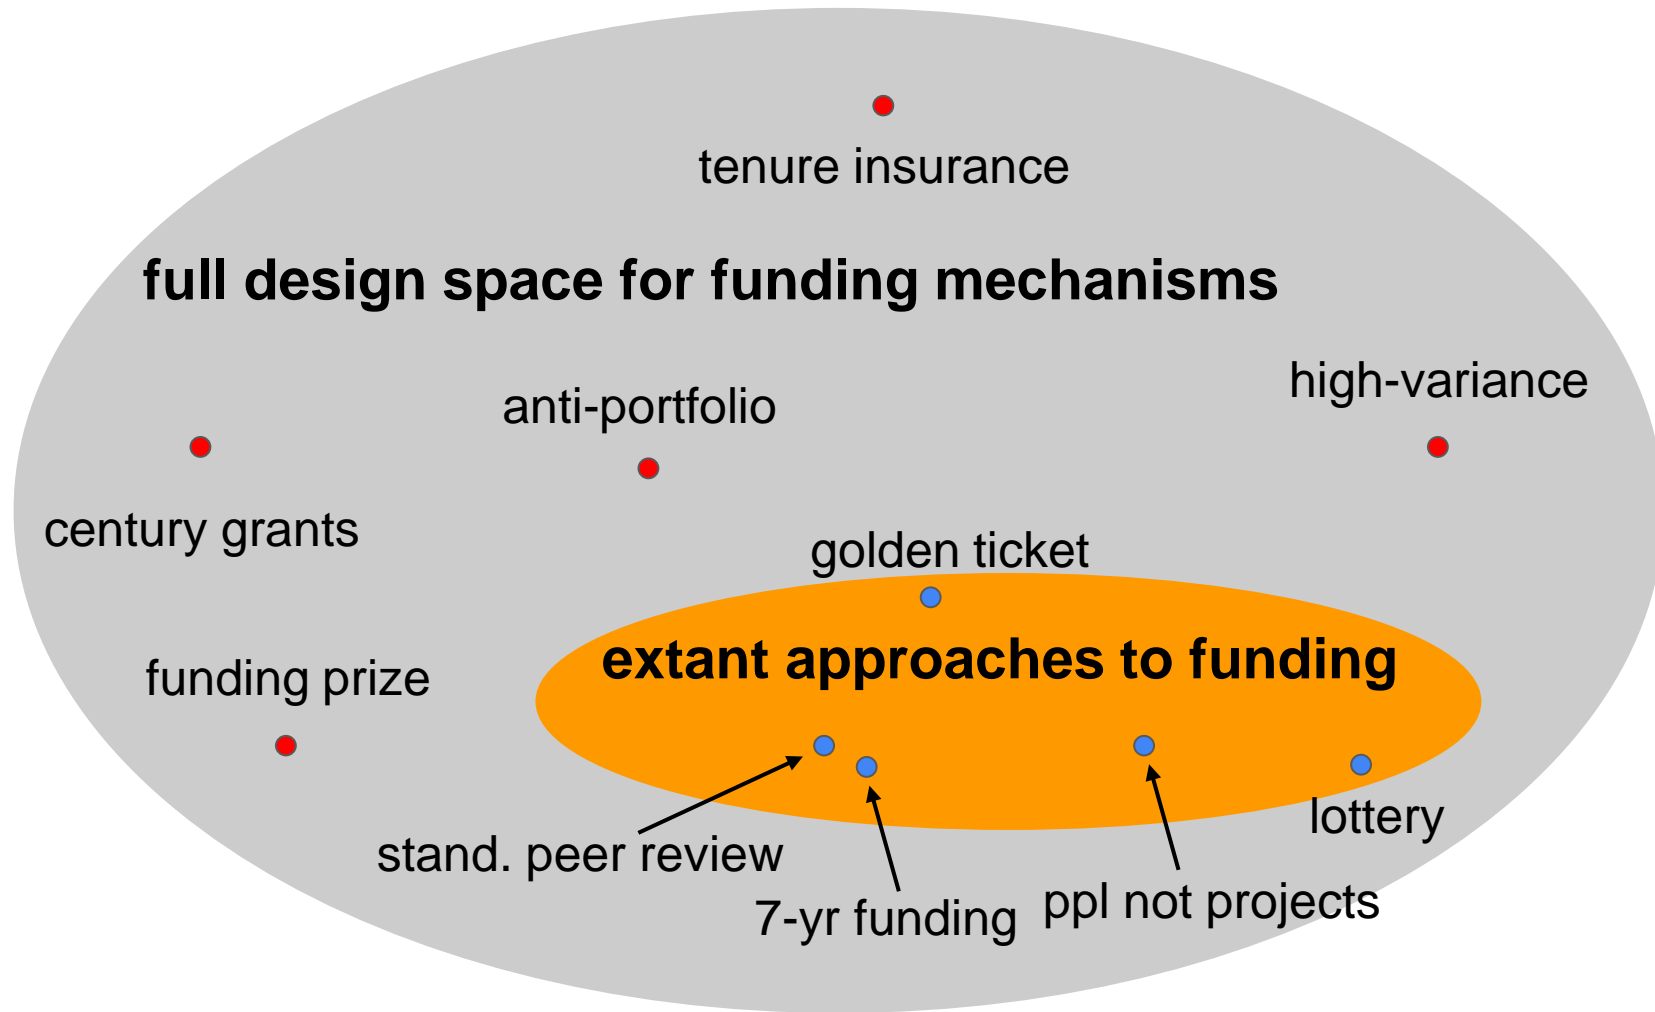 tenure insurance
full design space for funding mechanisms
high-variance
anti-portfolio
century grants
golden ticket
extant approaches to funding
funding prize
lottery
stand. peer review
7-yr funding
ppl not projects